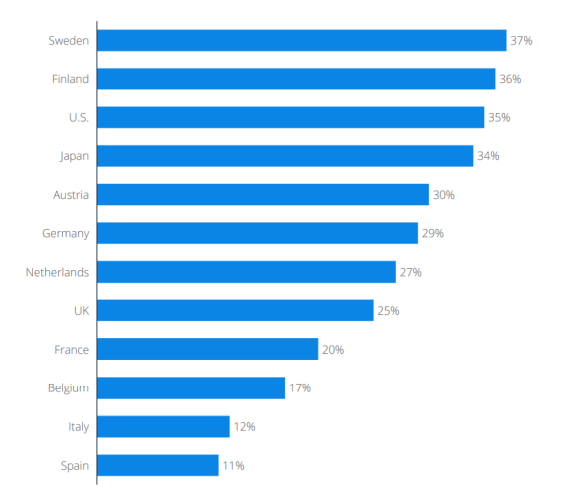 Sweden 37%
Finland 36%
U.S. 35%
Japan 34%
Austria 30%
Germany 29%
Netherlands 27%
UK 25%
France 20%
Belgium 17%
Italy 12%
Spain 11%